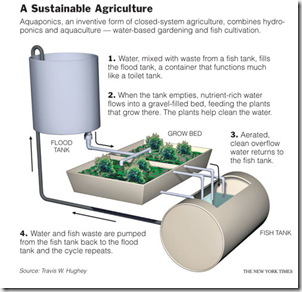 A Sustainable Agriculture
Aquaponics, an inventive form of closed-system agriculture, combines hydro-
ponics and aquaculture — water-based gardening and fish cultivation.
1. Water, mixed with waste from a fish tank, fills
the flood tank, a container that functions much
like a toilet tank.
2. When the tank empties, nutrient-rich water
flows into a gravel-filled bed, feeding the plants
that grow there. The plants help clean the water.
FLOOD
TANK
GROW BED
3. Aerated,
clean overflow
water returns to
the fish tank.
4. Water and fish waste are pumped
from the fish tank back to the flood
tank and the cycle repeats.
FISH TANK
Source: Travis W. Hughey
THE NEW YORK TIMES